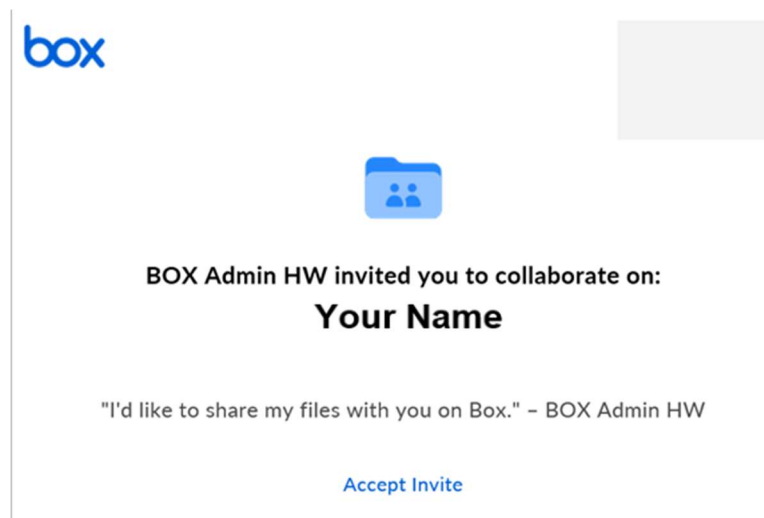 box
BOX Admin HW invited you to collaborate on:
Your Name
"I'd like to share my files with you on Box." – BOX Admin HW
Accept Invite